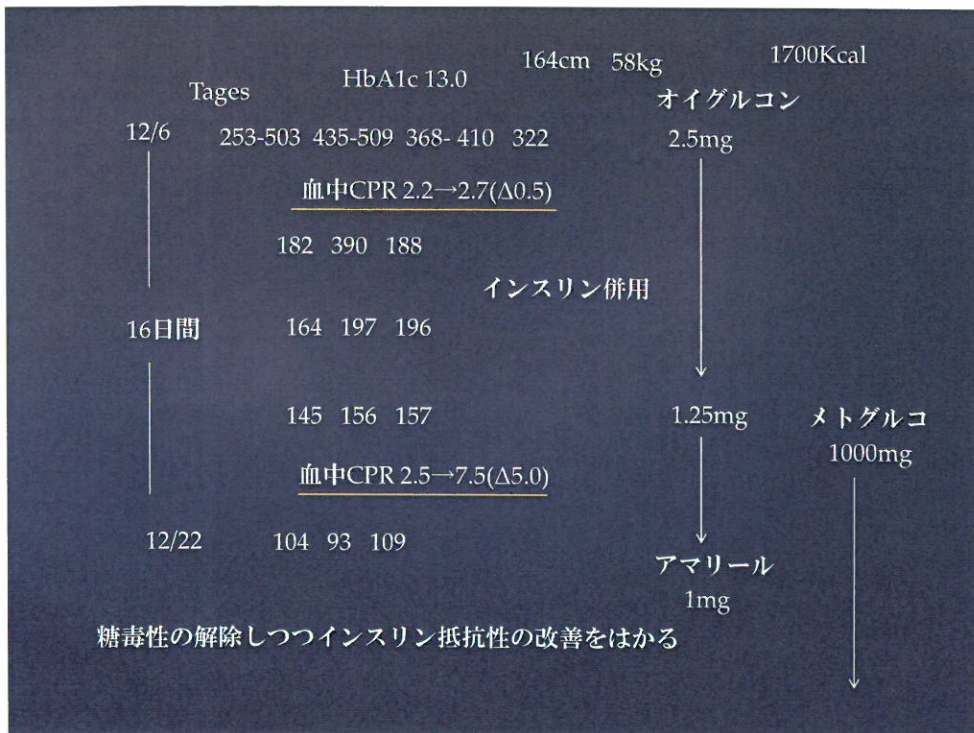 164cm 58kg 1700Kcal
HbA1c 13.0
Tages
オイグルコン
12/6 253-503 435-509 368- 410 322 2.5mg
血中CPR 2.2→2.7(Δ0.5)
182 390 188
インスリン併用
16日間 164 197 196
145 156 157 1.25mg メトグルコ
1000mg
血中CPR 2.5→7.5(Δ5.0)
12/22 104 93 109
アマリール
1mg
糖毒性の解除しつつインスリン抵抗性の改善をはかる